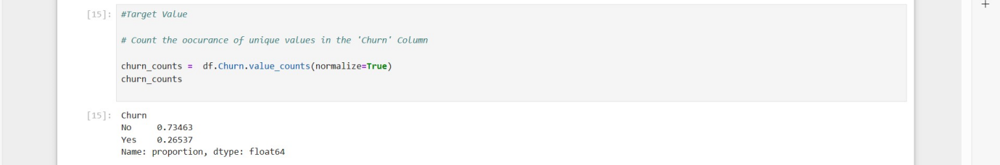 [15]: #Target Value
# Count the oocurance of unique values in the 'Churn' Column
churn_counts =  df.Churn.value_counts(normalize=True)
churn_counts
[15]: Churn
No     0.73463
Yes    0.26537
Name: proportion, dtype: float64